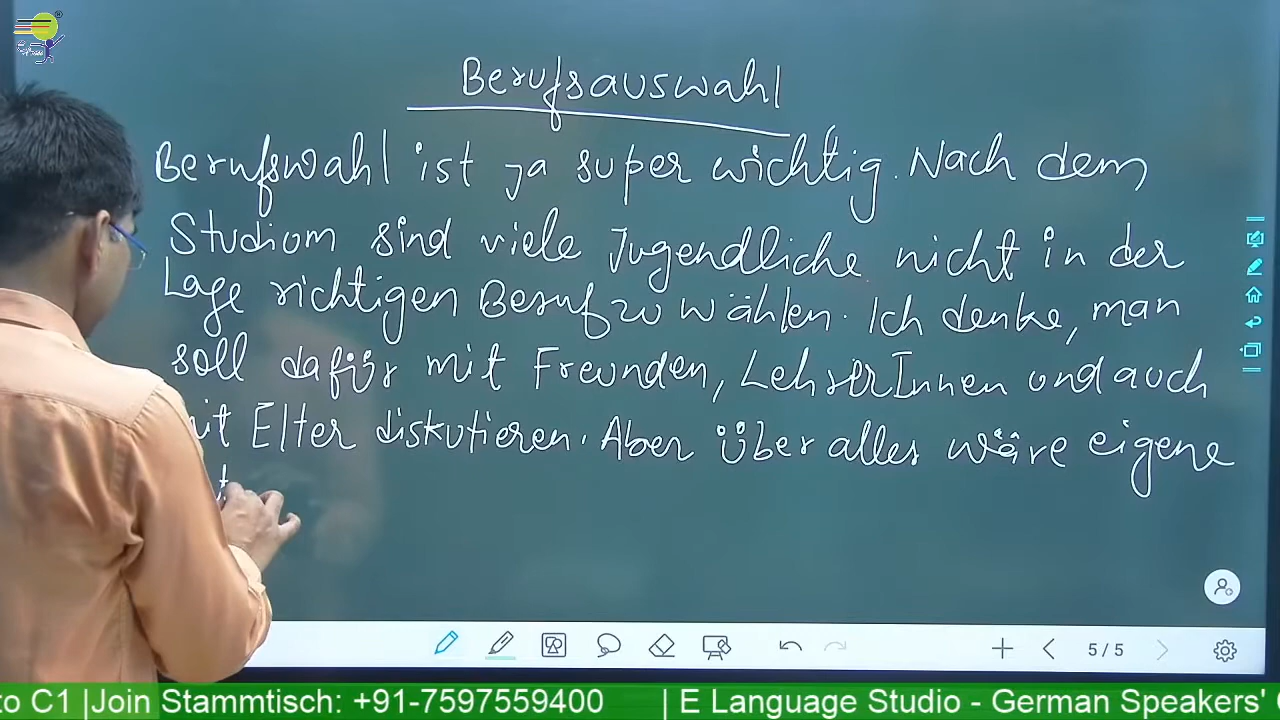 Berufsauswahl
Berufswahl ist ja super wichtig. Nach dem
Studium sind viele Jugendliche nicht in der
Lage richtigen Beruf zu wählen. Ich denke, man
soll dafür mit Freunden, LehrerInnen und auch
mit Elter diskutieren. Aber über alles wäre eigene
5/5
to C1 |Join Stammtisch: +91-7597559400 | E Language Studio - German Speakers'